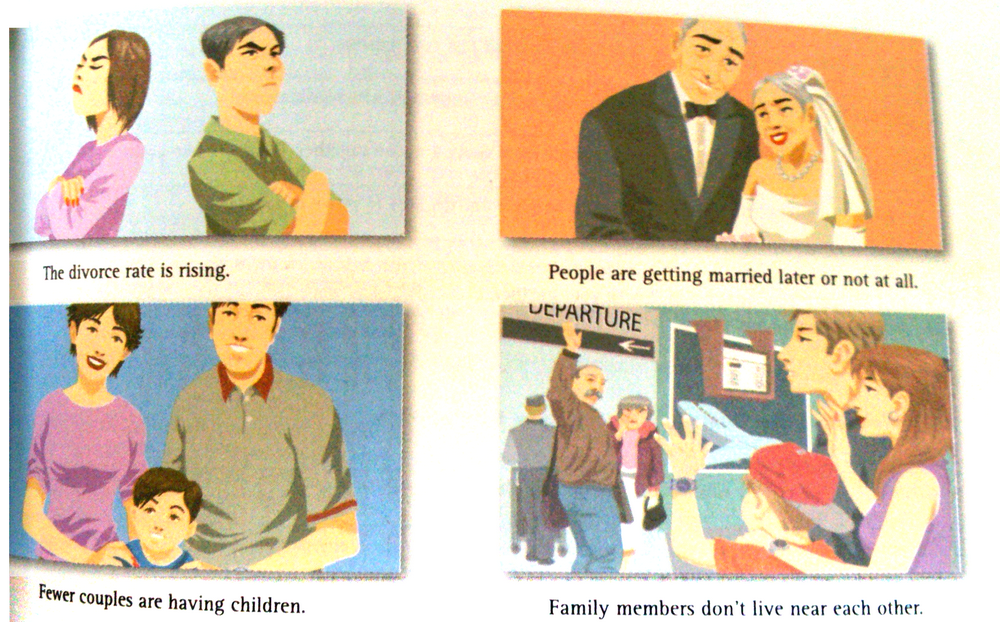 The divorce rate is rising.
People are getting married later or not at all.
DEPARTURE
Fewer couples are having children.
Family members don't live near each other.